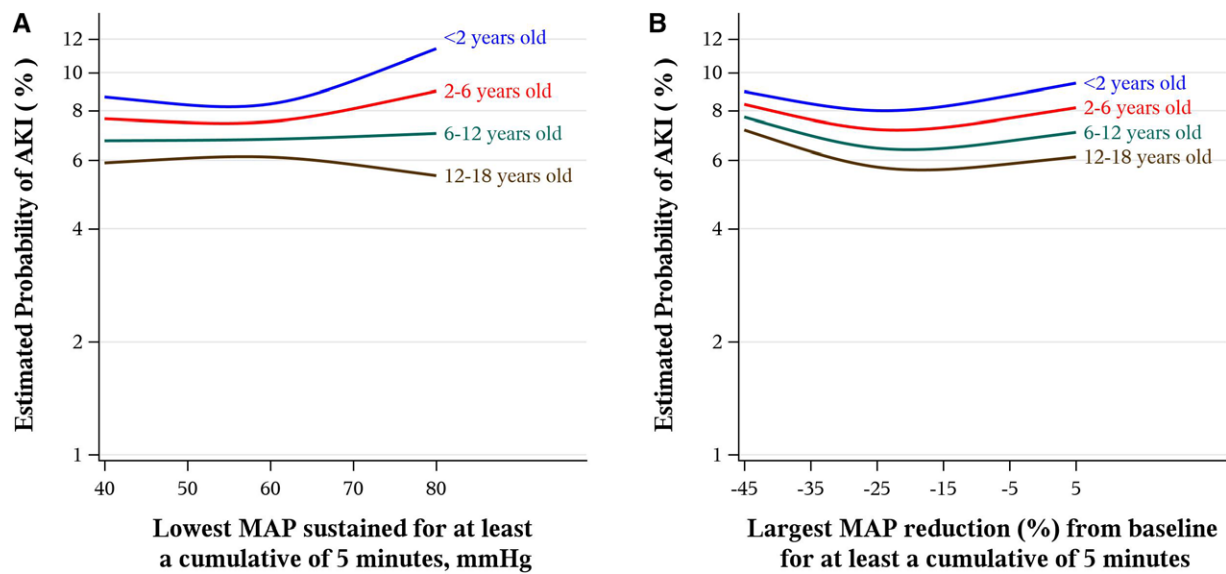 A
Estimated Probability of AKI ( % )
12
10
8
6
4
2
1
<2 years old
2-6 years old
6-12 years old
12-18 years old
40 50 60 70 80
Lowest MAP sustained for at least
a cumulative of 5 minutes, mmHg
B
Estimated Probability of AKI ( % )
12
10
8
6
4
2
1
<2 years old
2-6 years old
6-12 years old
12-18 years old
-45 -35 -25 -15 -5 5
Largest MAP reduction (%) from baseline
for at least a cumulative of 5 minutes